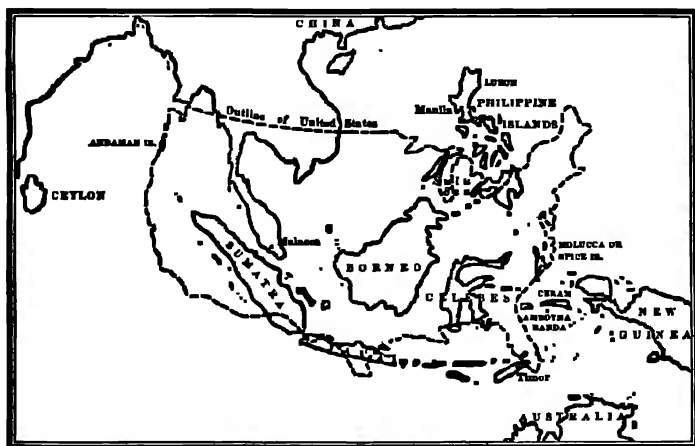 CHINA
LUZON
Manila
PHILIPPINE
ISLANDS
Outline of United States
ANDAMAN IS.
CEYLON
Malacca
SUMATRA
BORNEO
CELEBES
MOLUCCA OR
SPICE IS.
CERAM
AMBOYNA
BANDA
NEW
GUINEA
Timor
AUSTRALIA